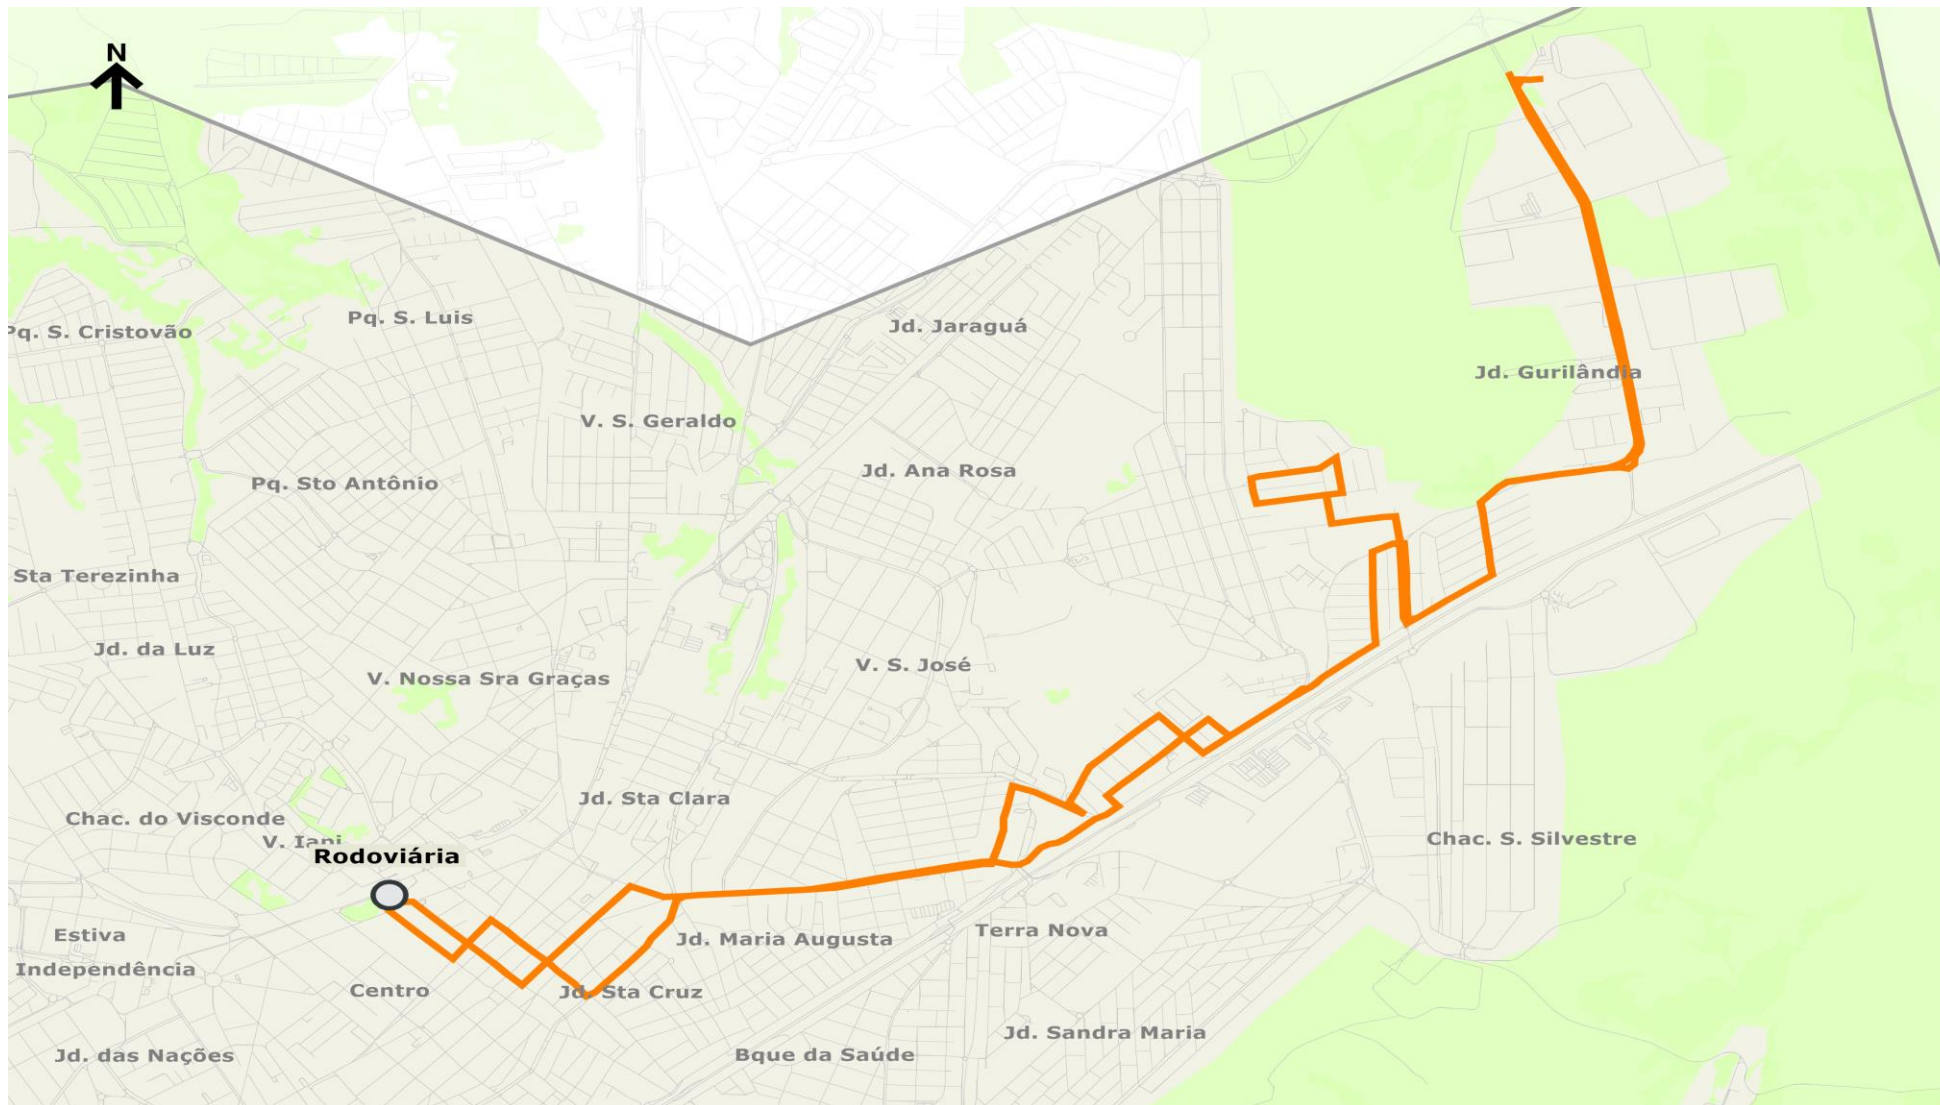 N
Pq. S. Luis
Jd. Jaraguá
Pq. S. Cristovão
Jd. Gurilândia
V. S. Geraldo
Jd. Ana Rosa
Pq. Sto Antônio
Sta Terezinha
Jd. da Luz
V. S. José
V. Nossa Sra Graças
Jd. Sta Clara
Chac. do Visconde
Chac. S. Silvestre
V. Iapi
Rodoviária
Terra Nova
Estiva
Jd. Maria Augusta
Independência
Centro
Jd. Sta Cruz
Jd. Sandra Maria
Jd. das Nações
Bque da Saúde